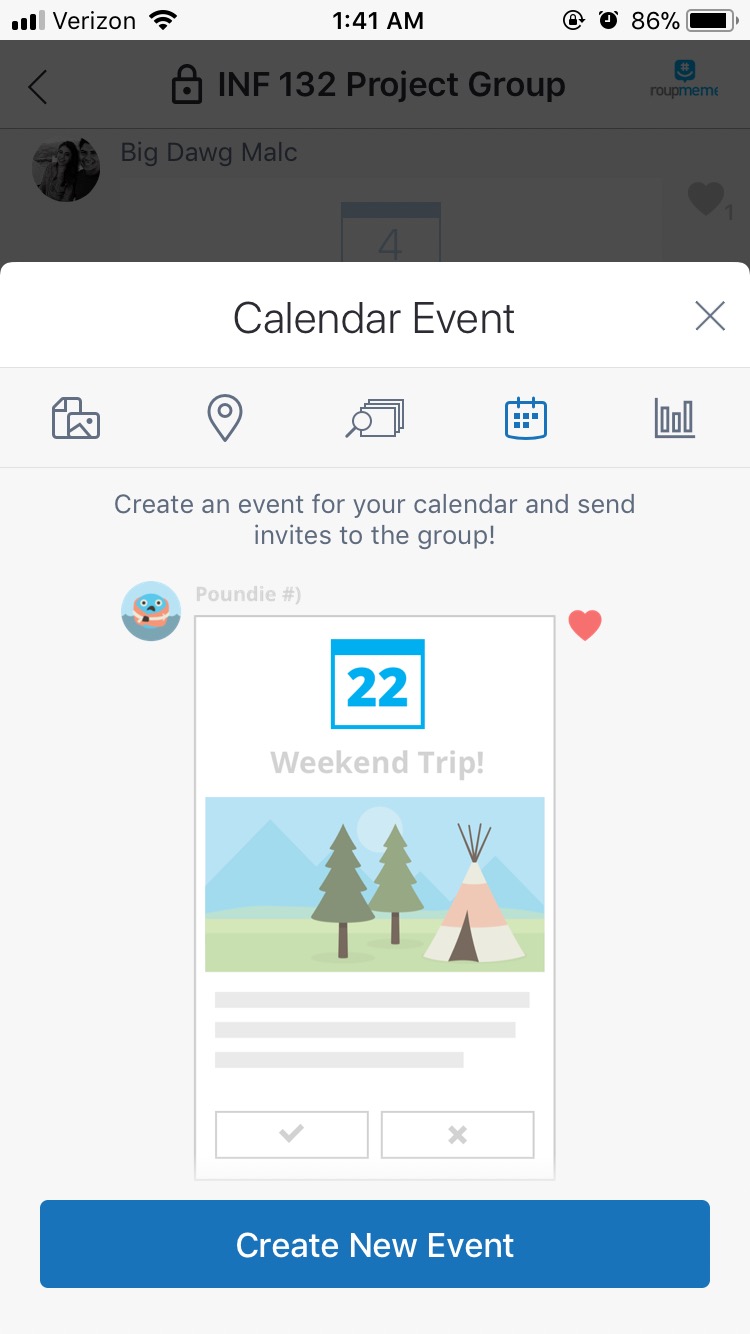 Verizon 1:41 AM 86%
INF 132 Project Group
#
roupmeme
Big Dawg Malc
1
4
Calendar Event
Create an event for your calendar and send
invites to the group!
Poundie #)
22
Weekend Trip!
Create New Event